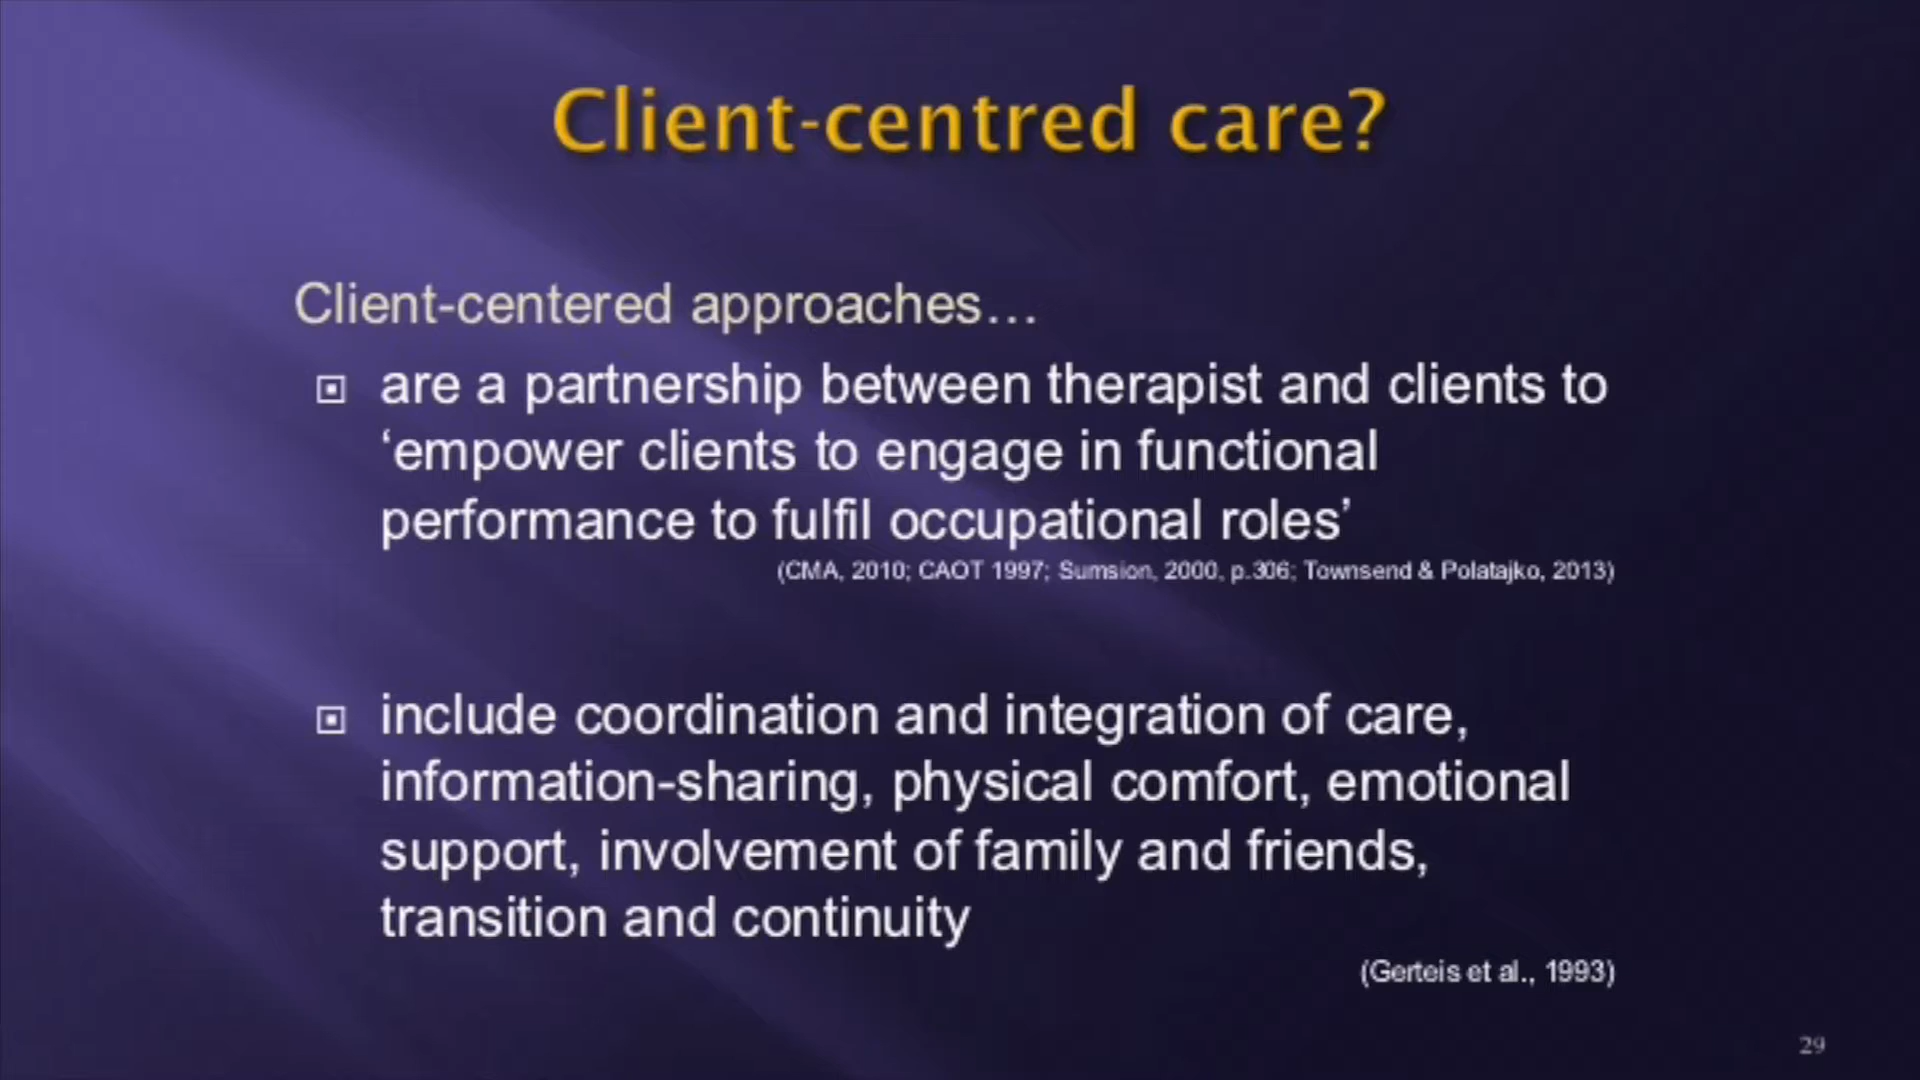 Client-centred care?
Client-centered approaches…
are a partnership between therapist and clients to
‘empower clients to engage in functional
performance to fulfil occupational roles’
(CMA, 2010; CAOT 1997; Sumsion, 2000, p.306; Townsend & Polatajko, 2013)
include coordination and integration of care,
information-sharing, physical comfort, emotional
support, involvement of family and friends,
transition and continuity
(Gerteis et al., 1993)
29